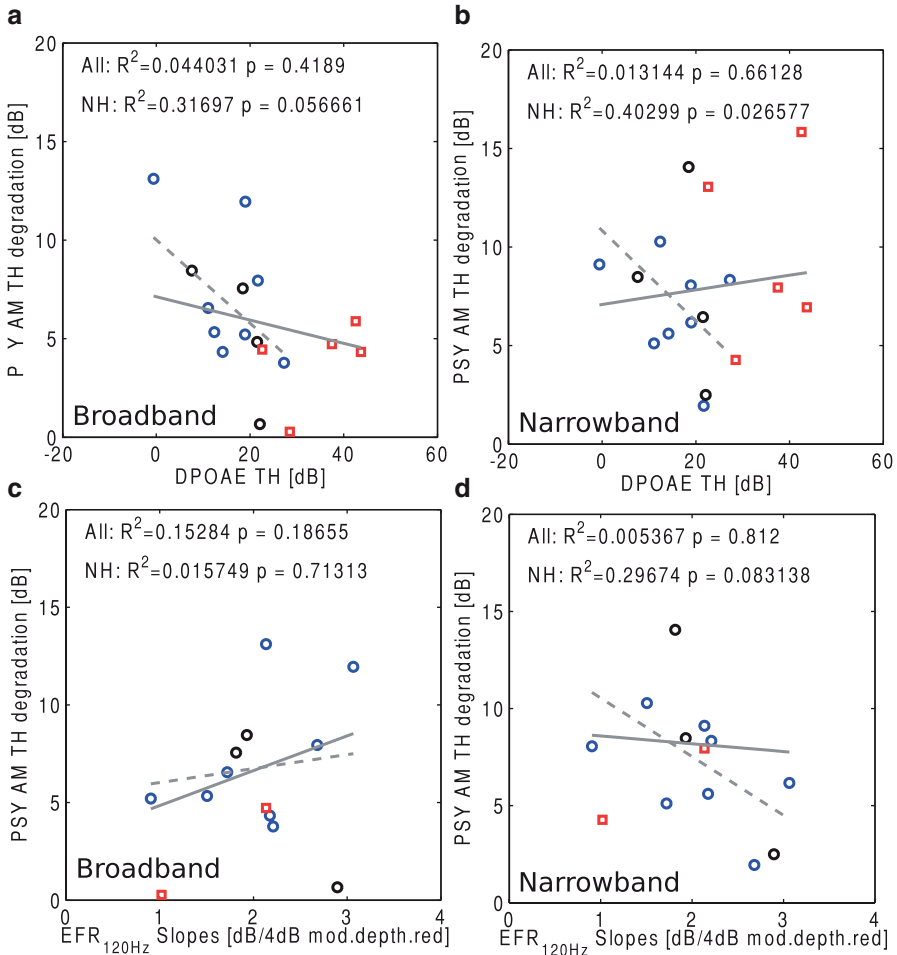 a
20
15
10
5
0
P Y AM TH degradation [dB]
All: R2=0.044031 p = 0.4189
NH: R2=0.31697 p = 0.056661
Broadband
-20 0 20 40 60
DPOAE TH [dB]
b
20
15
10
5
0
PSY AM TH degradation [dB]
All: R2=0.013144 p = 0.66128
NH: R2=0.40299 p = 0.026577
Narrowband
-20 0 20 40 60
DPOAE TH [dB]
c
20
15
10
5
0
PSY AM TH degradation [dB]
All: R2=0.15284 p = 0.18655
NH: R2=0.015749 p = 0.71313
Broadband
0 1 2 3 4
EFR120Hz Slopes [dB/4dB mod.depth.red]
d
20
15
10
5
0
PSY AM TH degradation [dB]
All: R2=0.005367 p = 0.812
NH: R2=0.29674 p = 0.083138
Narrowband
0 1 2 3 4
EFR120Hz Slopes [dB/4dB mod.depth.red]